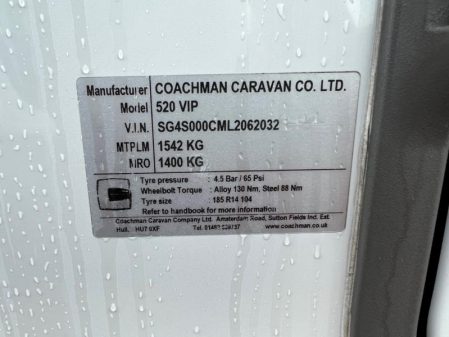 Manufacturer COACHMAN CARAVAN CO. LTD.
Model 520 VIP
V.I.N. SG4S000CML2062032
MTPLM 1542 KG
MRO 1400 KG
Tyre pressure : 4.5 Bar / 65 Psi
Wheelbolt Torque : Alloy 130 Nm, Steel 88 Nm
Tyre size : 185 R14 104
Refer to handbook for more information
Coachman Caravan Company Ltd. Amsterdam Road, Sutton Fields Ind. Est.
Hull. HU7 0XF Tel. www.coachman.co.uk